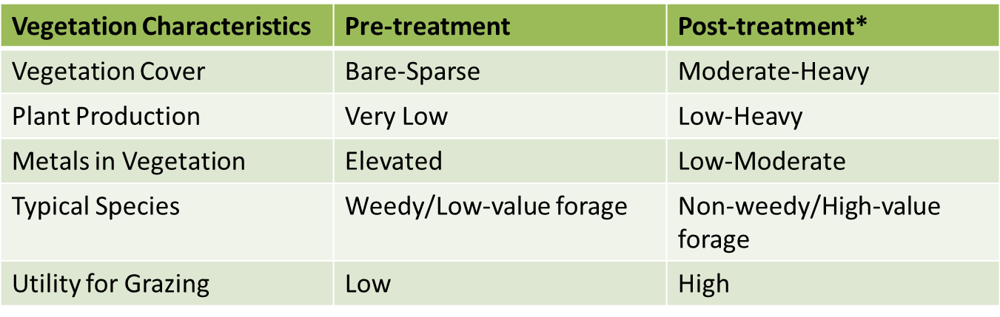 Vegetation Characteristics Pre-treatment Post-treatment*
Vegetation Cover Bare-Sparse Moderate-Heavy
Plant Production Very Low Low-Heavy
Metals in Vegetation Elevated Low-Moderate
Typical Species Weedy/Low-value forage Non-weedy/High-value
forage
Utility for Grazing Low High